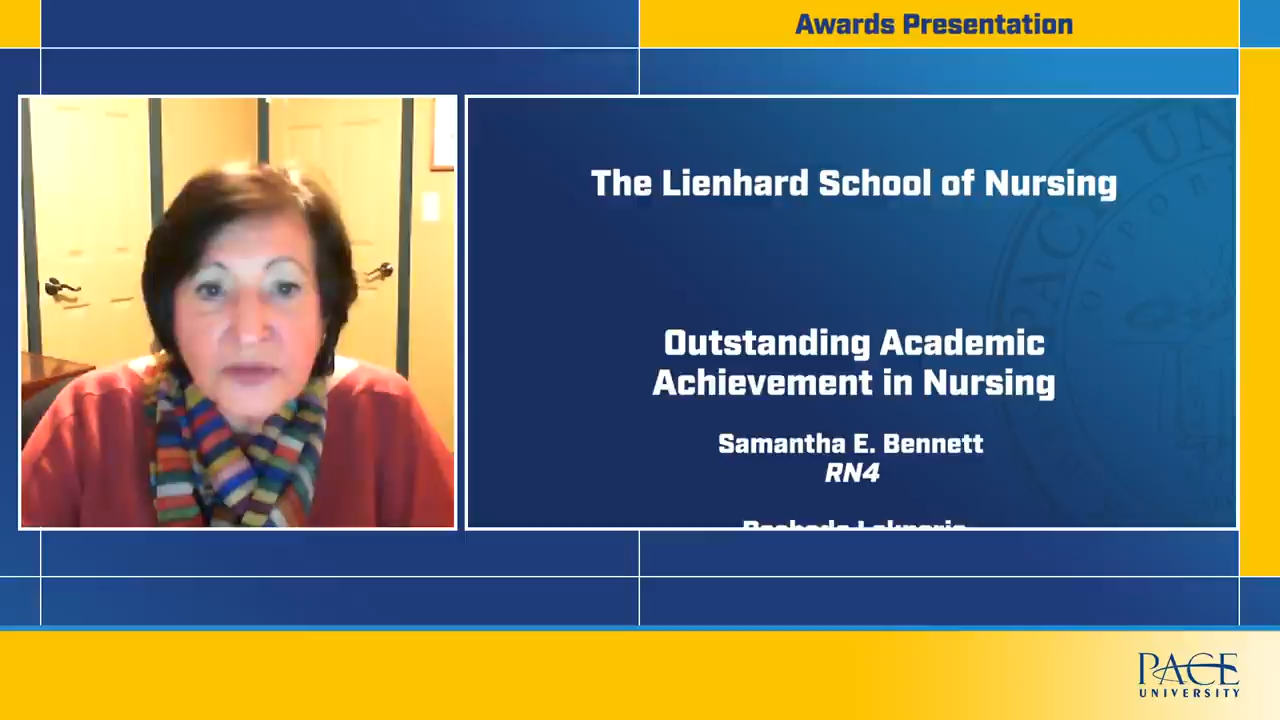 Awards Presentation
The Lienhard School of Nursing
Outstanding Academic
Achievement in Nursing
Samantha E. Bennett
RN4
PACE
UNIVERSITY